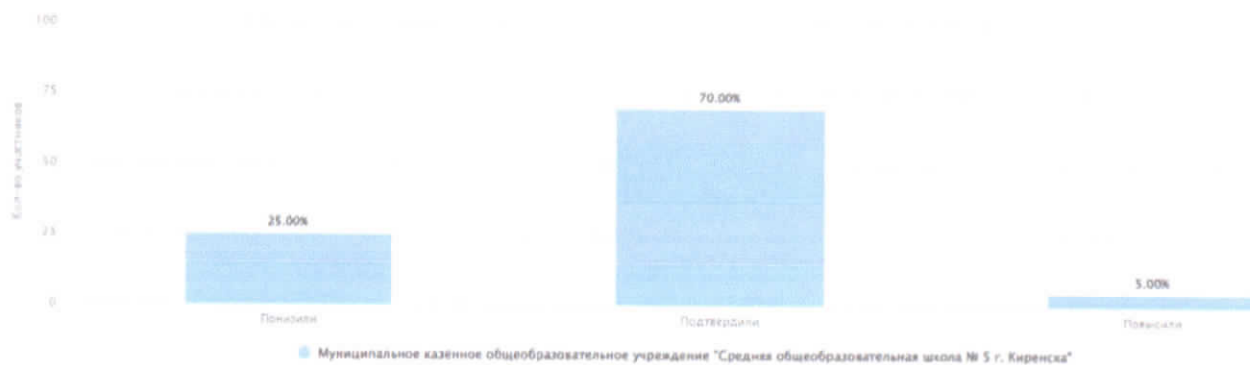 100
75
50
25
0
Кол-во участников
25.00%
70.00%
5.00%
Понизили
Подтвердили
Повысили
Муниципальное казенное общеобразовательное учреждение "Средняя общеобразовательная школа № 5 г. Киренска"